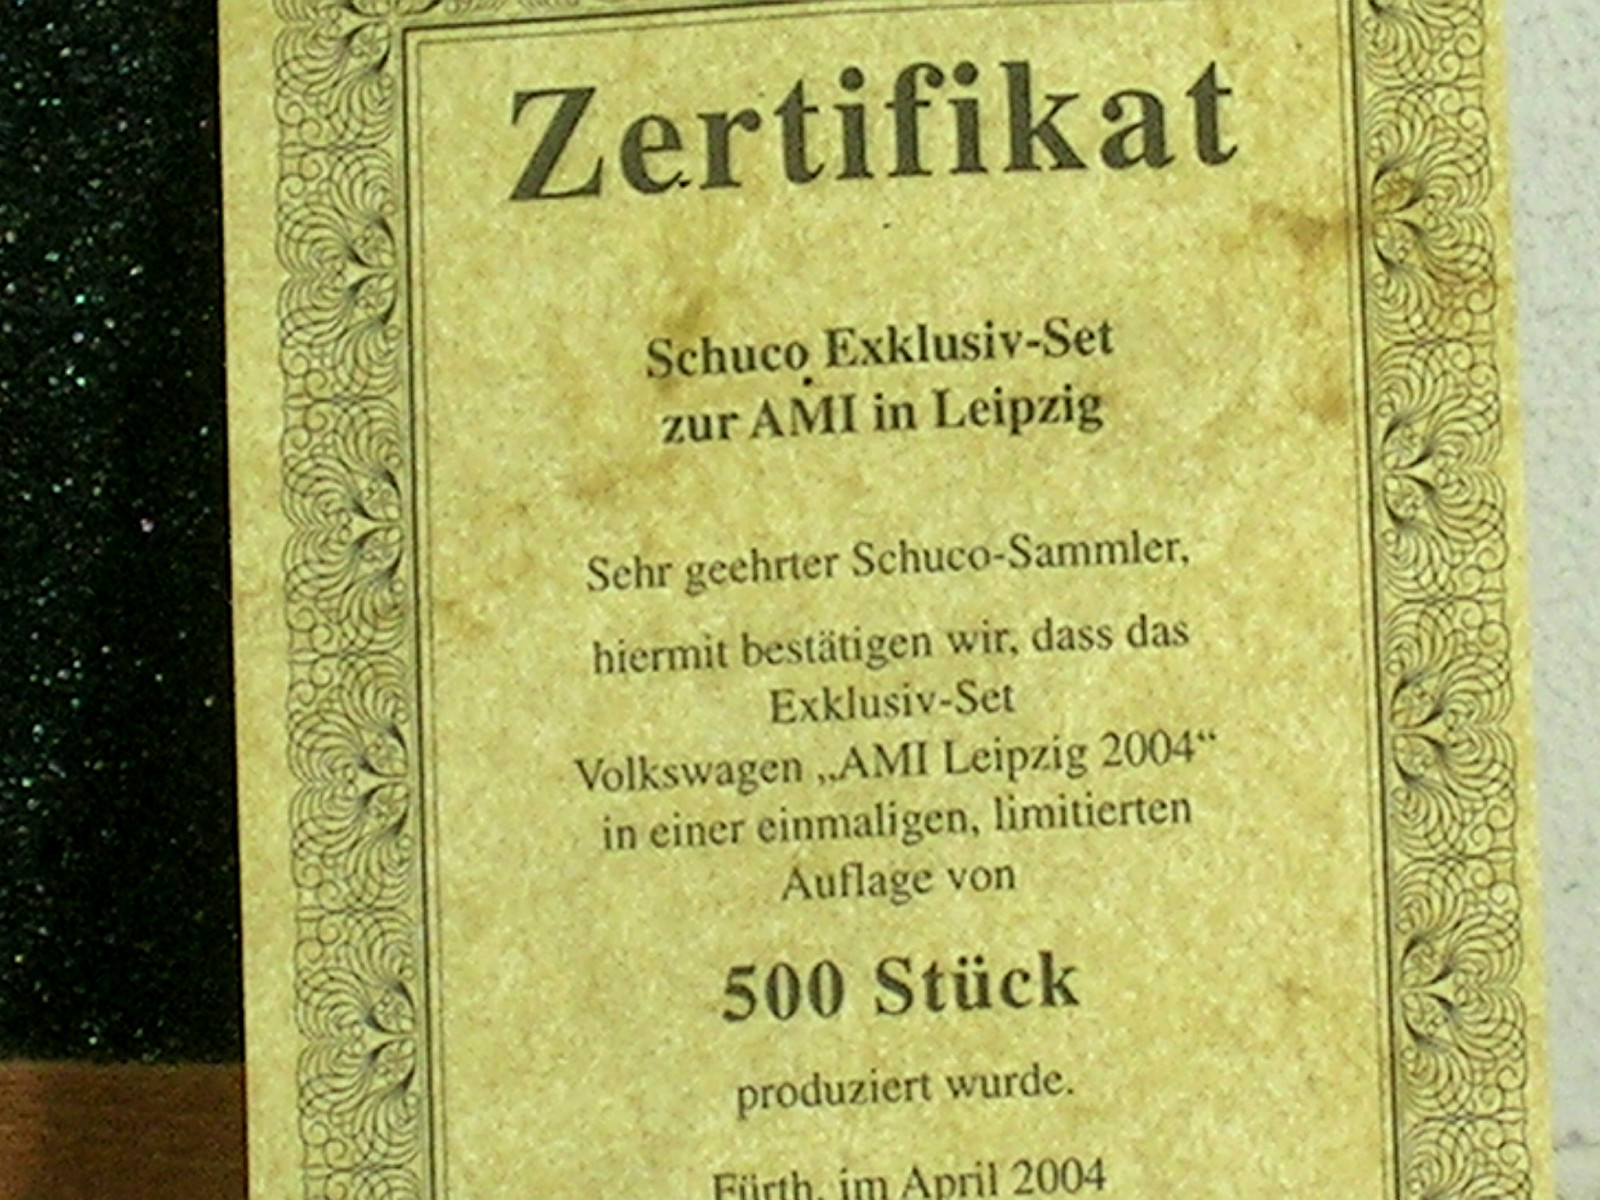 Zertifikat
Schuco Exklusiv-Set
zur AMI in Leipzig
Sehr geehrter Schuco-Sammler,
hiermit bestätigen wir, dass das
Exklusiv-Set
Volkswagen „AMI Leipzig 2004“
in einer einmaligen, limitierten
Auflage von
500 Stück
produziert wurde.
Fürth, im April 2004